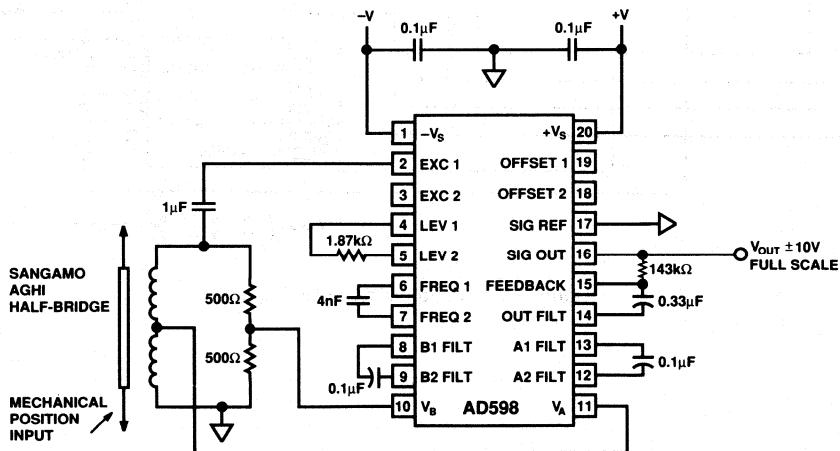 –V
+V
0.1µF
0.1µF
1 –VS
+VS 20
2 EXC 1
OFFSET 1 19
3 EXC 2
OFFSET 2 18
1µF
4 LEV 1
SIG REF 17
1.87kΩ
5 LEV 2
SIG OUT 16
VOUT ±10V
FULL SCALE
143kΩ
SANGAMO
AGHI
HALF-BRIDGE
500Ω
500Ω
4nF
6 FREQ 1
FEEDBACK 15
7 FREQ 2
OUT FILT 14
0.33µF
8 B1 FILT
A1 FILT 13
0.1µF
9 B2 FILT
A2 FILT 12
0.1µF
MECHANICAL
POSITION
INPUT
10 VB
AD598
VA 11